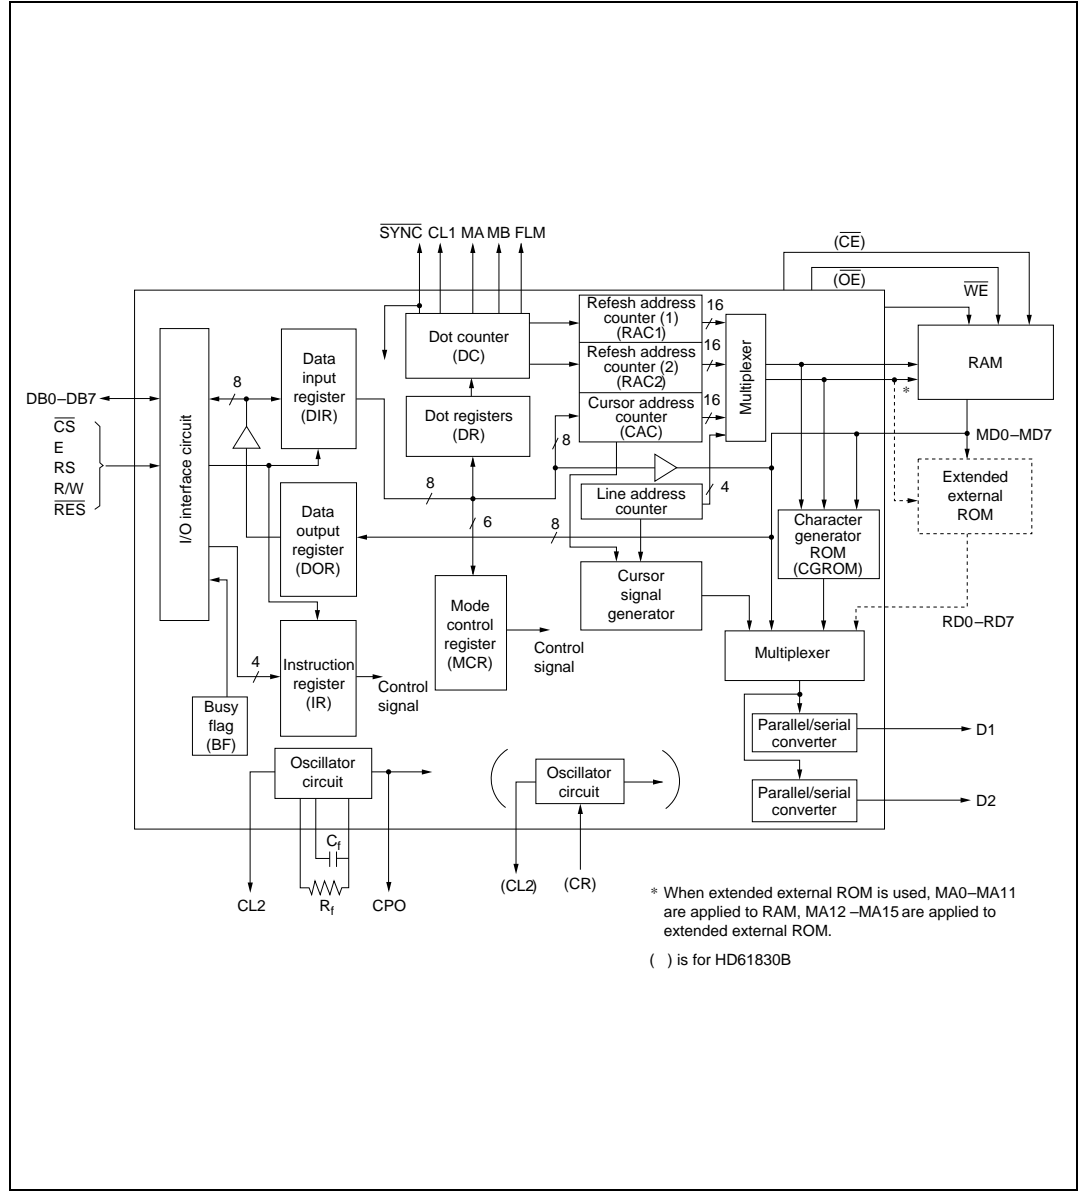 SYNC CL1 MA MB FLM
(CE)
(OE)
WE
Refesh address
counter (1)
(RAC1)
16
Dot counter
(DC)
Refesh address
counter (2)
(RAC2)
16
Multiplexer
RAM
*
Data
input
register
(DIR)
8
DB0–DB7
CS
E
RS
R/W
RES
I/O interface circuit
Dot registers
(DR)
Cursor address
counter
(CAC)
16
8
MD0–MD7
8
Line address
counter
4
Extended
external
ROM
Data
output
register
(DOR)
6
8
Character
generator
ROM
(CGROM)
Cursor
signal
generator
Mode
control
register
(MCR)
Control
signal
RD0–RD7
Multiplexer
4
Instruction
register
(IR)
Control
signal
Busy
flag
(BF)
Parallel/serial
converter
D1
Oscillator
circuit
Oscillator
circuit
Parallel/serial
converter
D2
Cf
Rf
CL2
CPO
(CL2)
(CR)
* When extended external ROM is used, MA0–MA11
are applied to RAM, MA12 –MA15 are applied to
extended external ROM.
( ) is for HD61830B